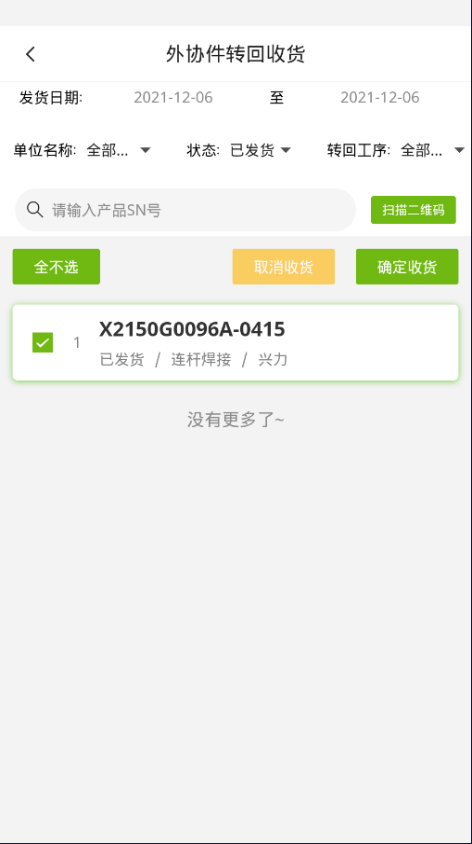 外协件转回收货
发货日期: 2021-12-06 至 2021-12-06
单位名称: 全部... 状态: 已发货 转回工序: 全部...
请输入产品SN号 扫描二维码
全不选 取消收货 确定收货
X2150G0096A-0415
1
已发货 / 连杆焊接 / 兴力
没有更多了~